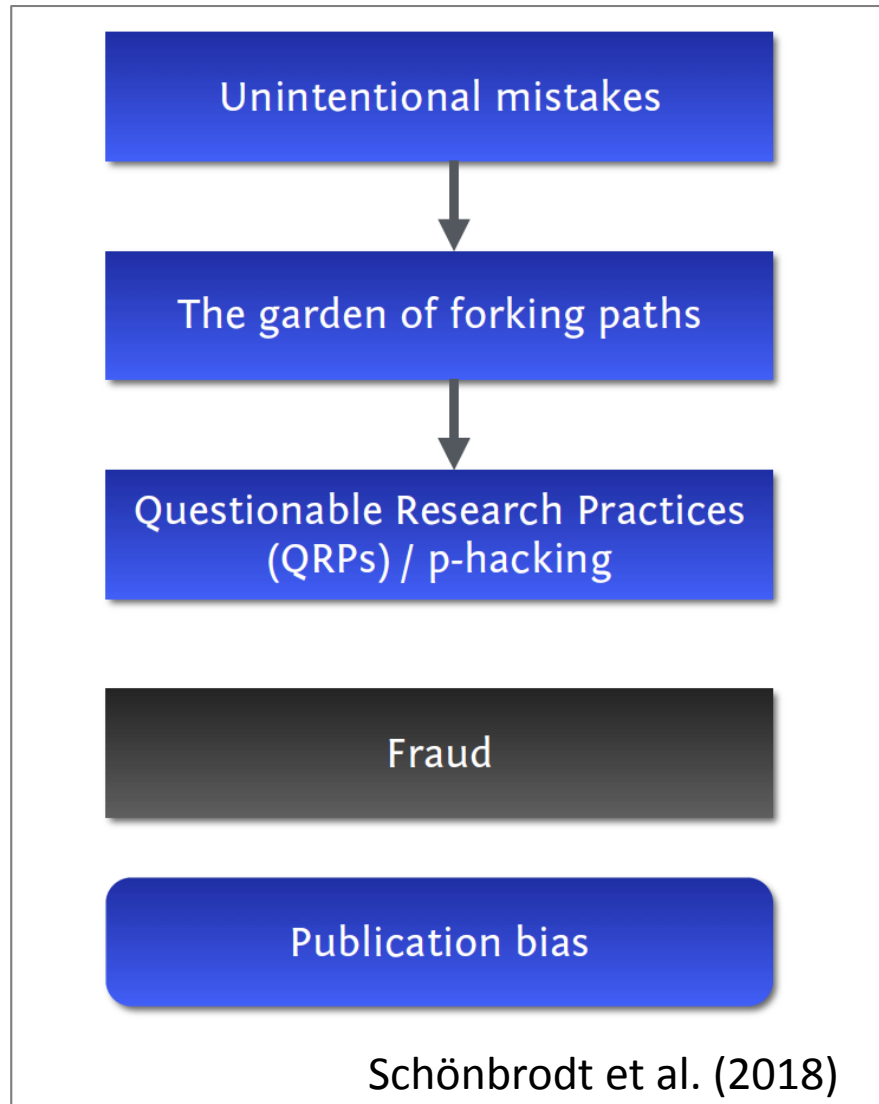 Unintentional mistakes
The garden of forking paths
Questionable Research Practices
(QRPs) / p-hacking
Fraud
Publication bias
Schönbrodt et al. (2018)